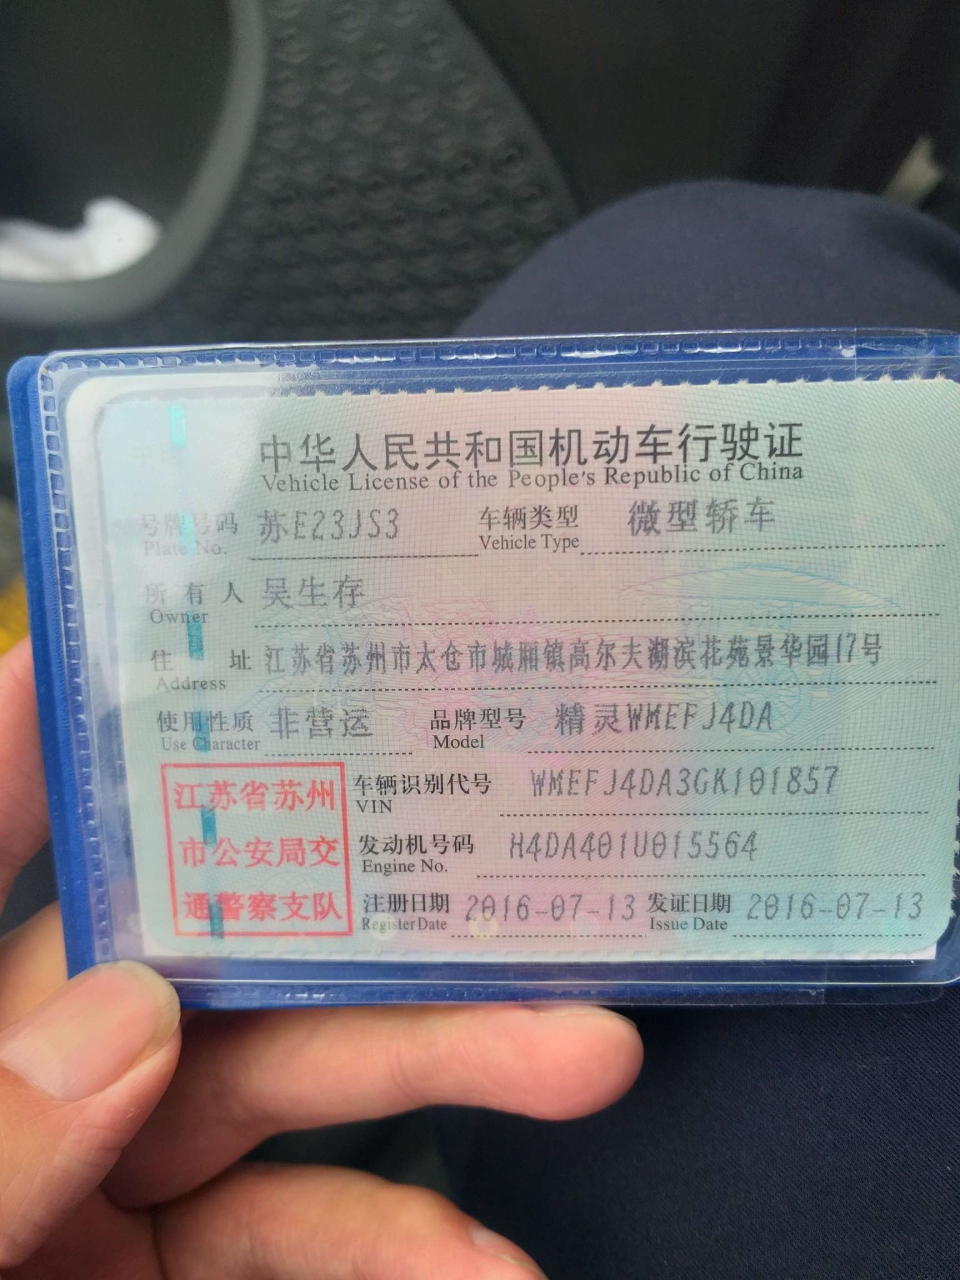 中华人民共和国机动车行驶证
Vehicle License of the People's Republic of China
号牌号码 苏E23JS3 车辆类型 微型轿车
Plate No. Vehicle Type
所有人 吴生存
Owner
住址 江苏省苏州市太仓市城厢镇高尔夫湖滨花苑景华园17号
Address
使用性质 非营运 品牌型号 精灵WMEFJ4DA
Use Character Model
车辆识别代号 WMEFJ4DA3GK101857
VIN
发动机号码 H4DA401U015564
Engine No.
注册日期 2016-07-13 发证日期 2016-07-13
Register Date Issue Date
江苏省苏州
市公安局交
通警察支队